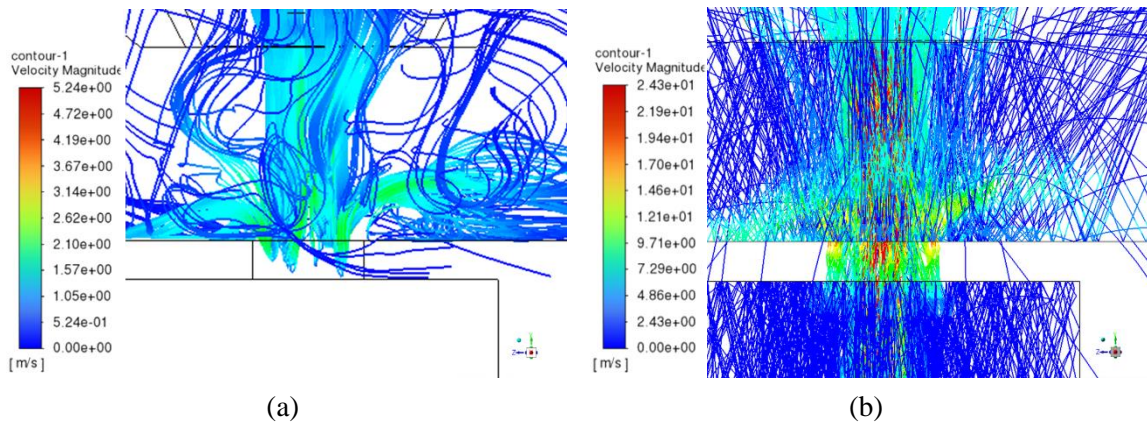 contour-1
Velocity Magnitude
5.24e+00
4.72e+00
4.19e+00
3.67e+00
3.14e+00
2.62e+00
2.10e+00
1.57e+00
1.05e+00
5.24e-01
0.00e+00
[ m/s ]
Z
(a)
contour-1
Velocity Magnitude
2.43e+01
2.19e+01
1.94e+01
1.70e+01
1.46e+01
1.21e+01
9.71e+00
7.29e+00
4.86e+00
2.43e+00
0.00e+00
[ m/s ]
Z
(b)